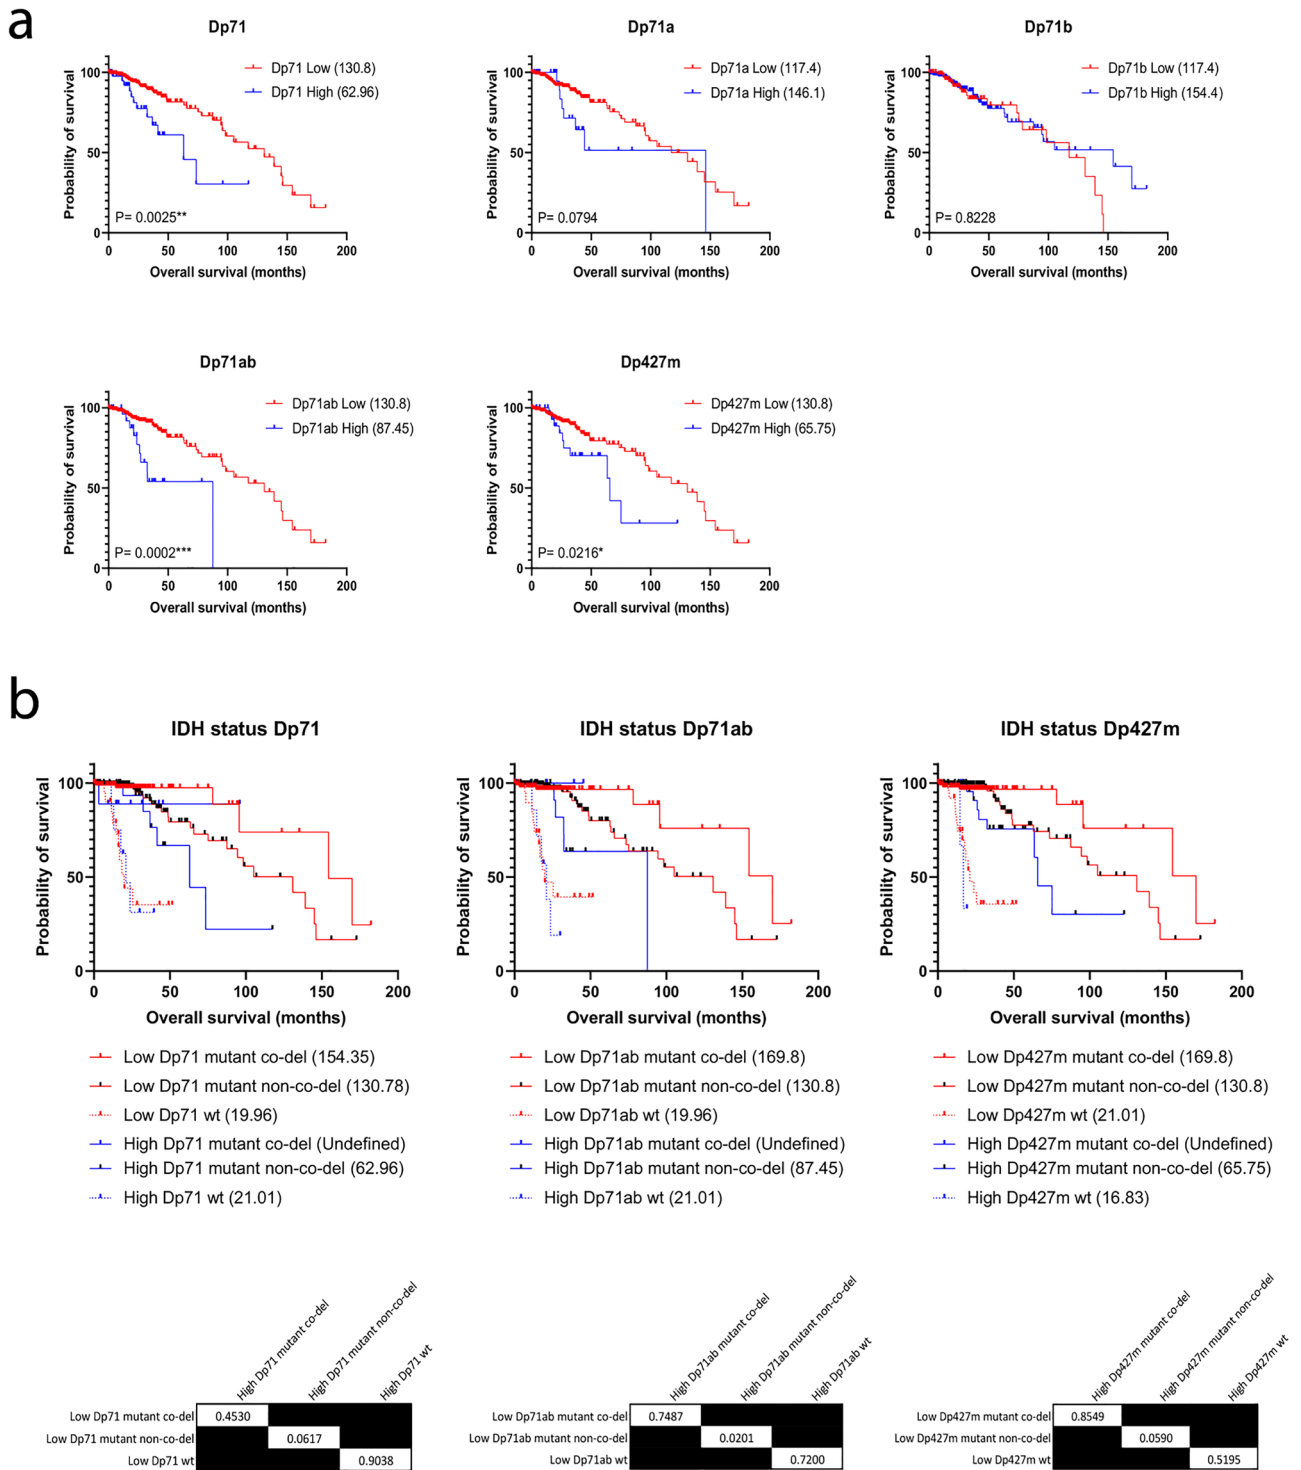 a
Dp71
Dp71 Low (130.8)
Dp71 High (62.96)
Probability of survival
100
50
0
P= 0.0025**
0 50 100 150 200
Overall survival (months)
Dp71a
Dp71a Low (117.4)
Dp71a High (146.1)
Probability of survival
100
50
0
P= 0.0794
0 50 100 150 200
Overall survival (months)
Dp71b
Dp71b Low (117.4)
Dp71b High (154.4)
Probability of survival
100
50
0
P= 0.8228
0 50 100 150 200
Overall survival (months)
Dp71ab
Dp71ab Low (130.8)
Dp71ab High (87.45)
Probability of survival
100
50
0
P= 0.0002***
0 50 100 150 200
Overall survival (months)
Dp427m
Dp427m Low (130.8)
Dp427m High (65.75)
Probability of survival
100
50
0
P= 0.0216*
0 50 100 150 200
Overall survival (months)
b
IDH status Dp71
Probability of survival
100
50
0
0 50 100 150 200
Overall survival (months)
Low Dp71 mutant co-del (154.35)
Low Dp71 mutant non-co-del (130.78)
Low Dp71 wt (19.96)
High Dp71 mutant co-del (Undefined)
High Dp71 mutant non-co-del (62.96)
High Dp71 wt (21.01)
IDH status Dp71ab
Probability of survival
100
50
0
0 50 100 150 200
Overall survival (months)
Low Dp71ab mutant co-del (169.8)
Low Dp71ab mutant non-co-del (130.8)
Low Dp71ab wt (19.96)
High Dp71ab mutant co-del (Undefined)
High Dp71ab mutant non-co-del (87.45)
High Dp71ab wt (21.01)
IDH status Dp427m
Probability of survival
100
50
0
0 50 100 150 200
Overall survival (months)
Low Dp427m mutant co-del (169.8)
Low Dp427m mutant non-co-del (130.8)
Low Dp427m wt (21.01)
High Dp427m mutant co-del (Undefined)
High Dp427m mutant non-co-del (65.75)
High Dp427m wt (16.83)
High Dp71 mutant co-del
High Dp71 mutant non-co-del
High Dp71 wt
Low Dp71 mutant co-del 0.4530
Low Dp71 mutant non-co-del 0.0617
Low Dp71 wt 0.9038
High Dp71ab mutant co-del
High Dp71ab mutant non-co-del
High Dp71ab wt
Low Dp71ab mutant co-del 0.7487
Low Dp71ab mutant non-co-del 0.0201
Low Dp71ab wt 0.7200
High Dp427m mutant co-del
High Dp427m mutant non-co-del
High Dp427m wt
Low Dp427m mutant co-del 0.8549
Low Dp427m mutant non-co-del 0.0590
Low Dp427m wt 0.5195